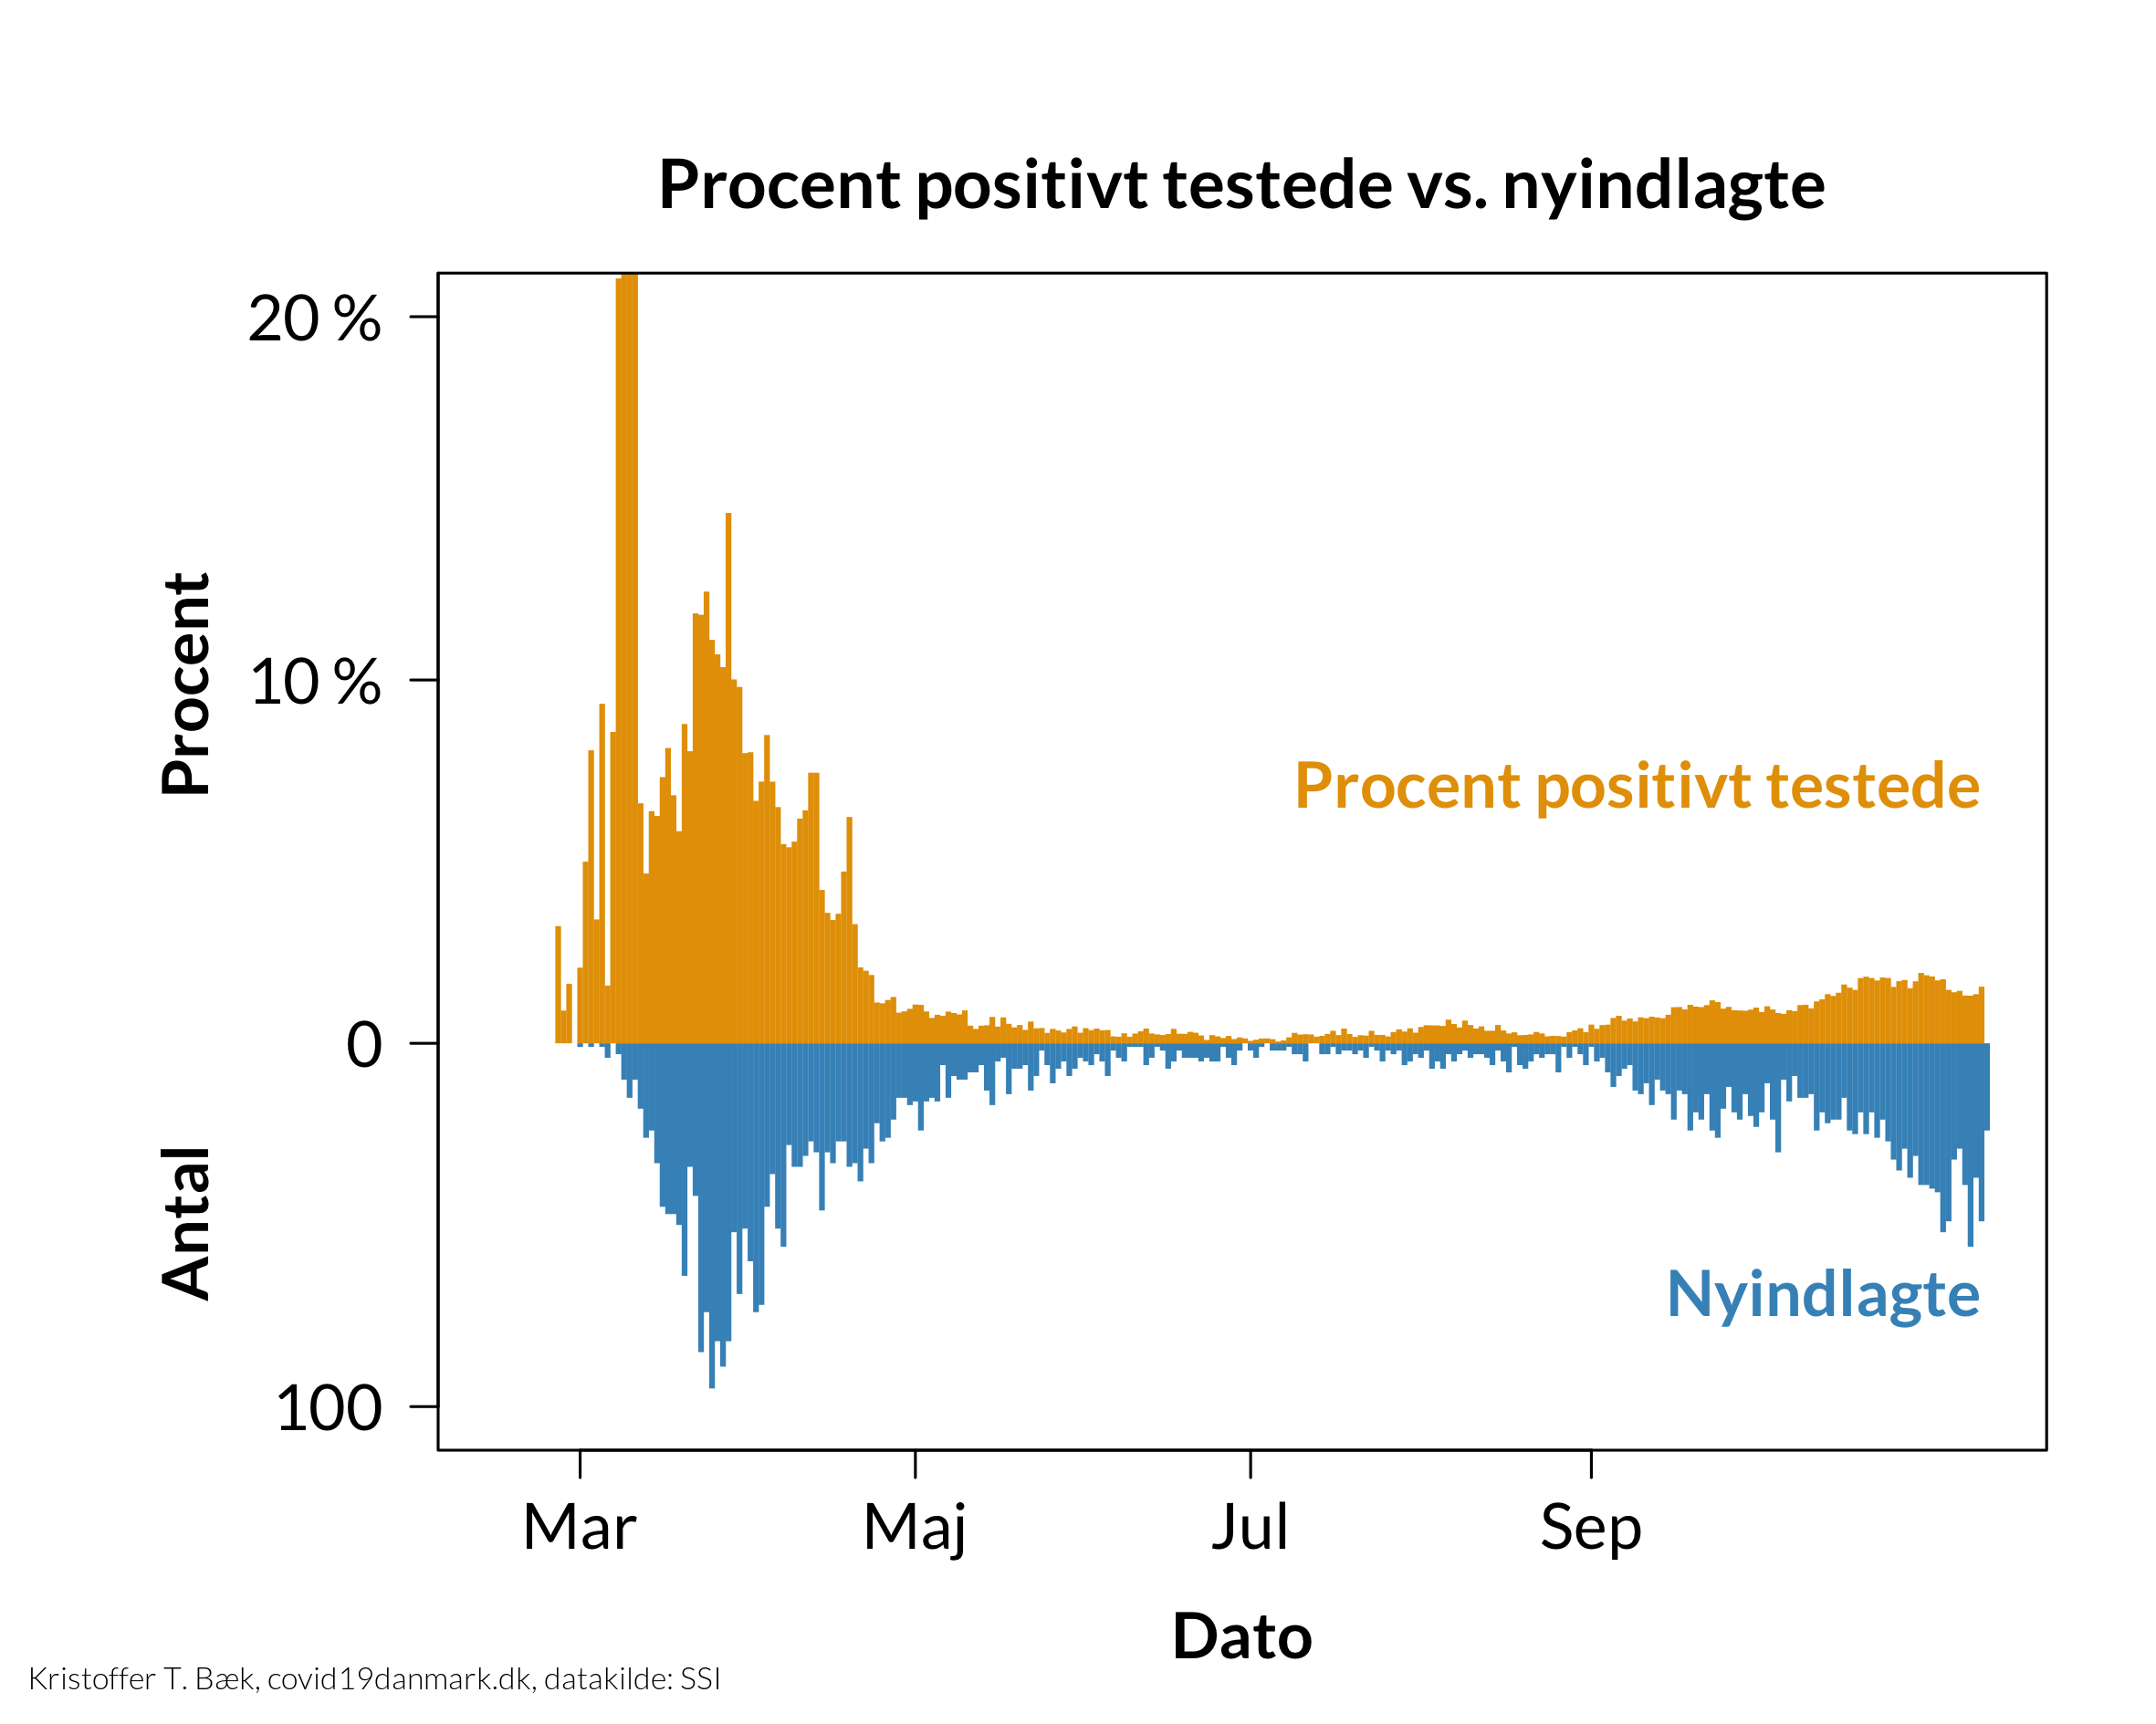 Procent positivt testede vs. nyindlagte
20 %
10 %
0
100
Procent
Antal
Procent positivt testede
Nyindlagte
Mar
Maj
Jul
Sep
Dato
Kristoffer T. Bæk, covid19danmark.dk, datakilde: SSI